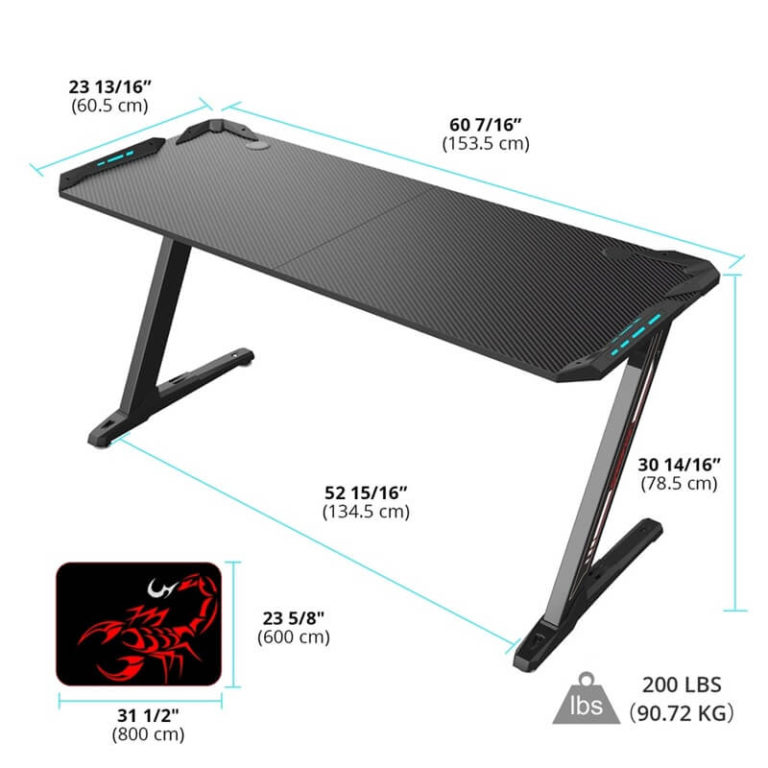 23 13/16”
(60.5 cm)
60 7/16”
(153.5 cm)
52 15/16”
(134.5 cm)
30 14/16”
(78.5 cm)
23 5/8"
(600 cm)
31 1/2"
(800 cm)
lbs
200 LBS
(90.72 KG)